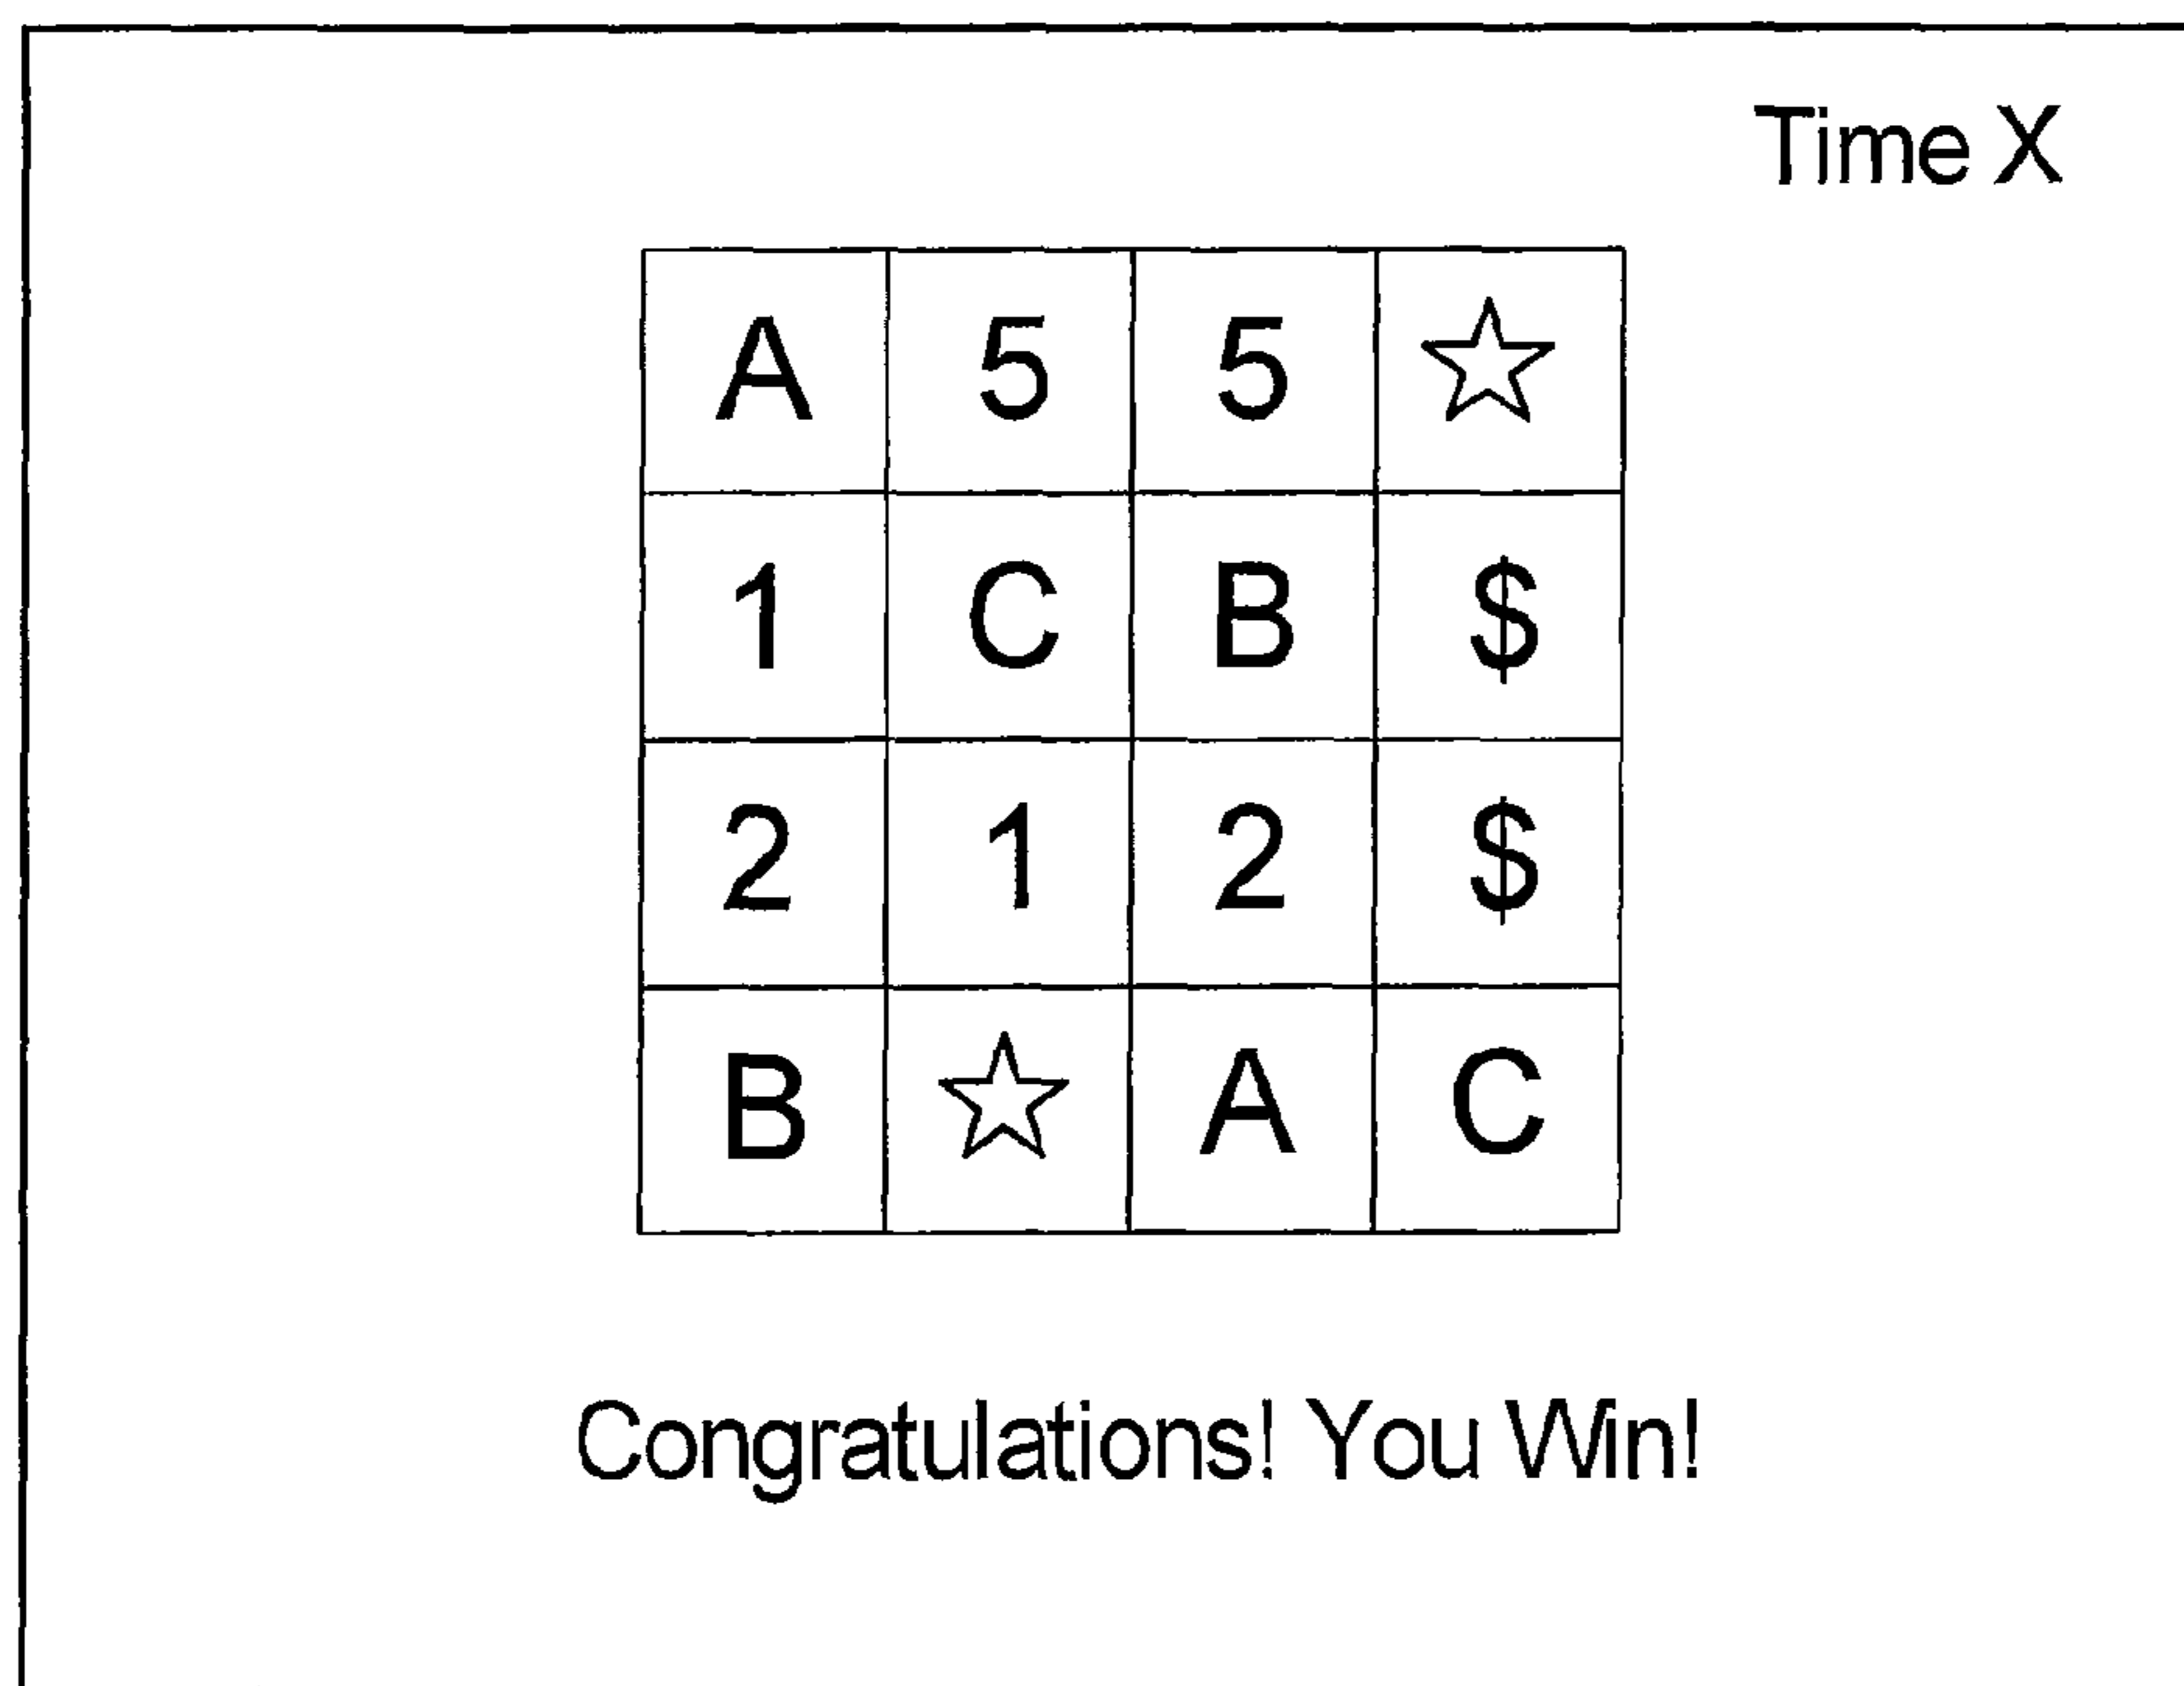 Time X
A 5 5 ☆
1 C B $
2 1 2 $
B ☆ A C
Congratulations! You Win!